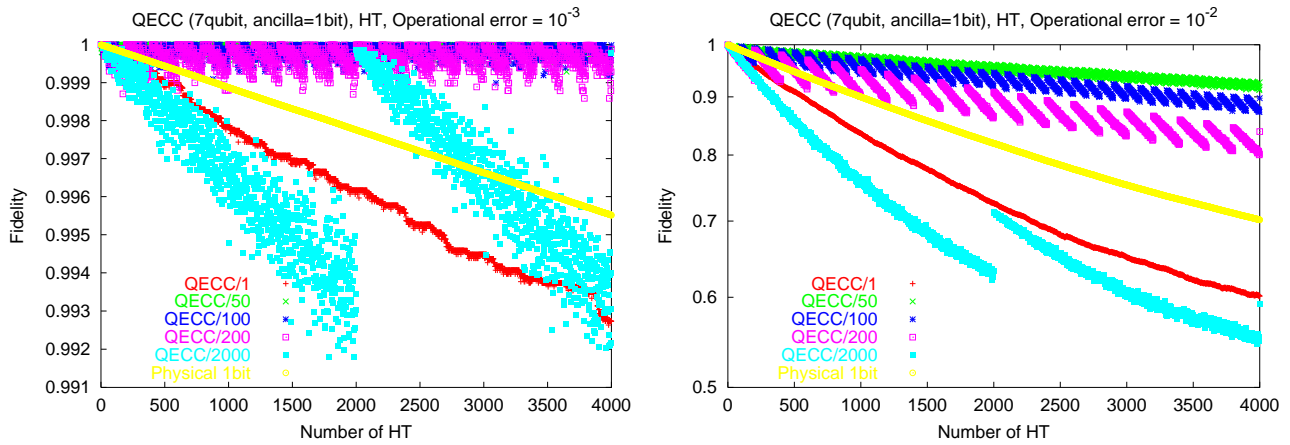 QECC (7qubit, ancilla=1bit), HT, Operational error = 10⁻³
1
0.999
0.998
0.997
0.996
0.995
0.994
0.993
0.992
0.991
Fidelity
QECC/1
QECC/50
QECC/100
QECC/200
QECC/2000
Physical 1bit
0 500 1000 1500 2000 2500 3000 3500 4000
Number of HT
QECC (7qubit, ancilla=1bit), HT, Operational error = 10⁻²
1
0.9
0.8
0.7
0.6
0.5
Fidelity
QECC/1
QECC/50
QECC/100
QECC/200
QECC/2000
Physical 1bit
0 500 1000 1500 2000 2500 3000 3500 4000
Number of HT